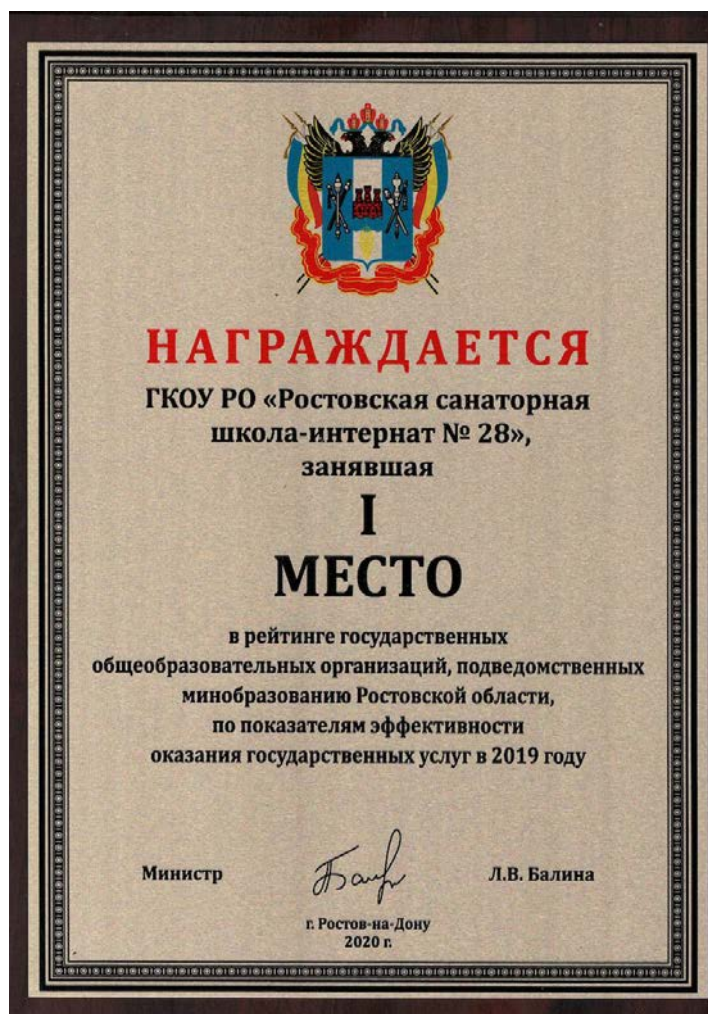 НАГРАЖДАЕТСЯ
ГКОУ РО «Ростовская санаторная
школа-интернат № 28»,
занявшая
I
МЕСТО
в рейтинге государственных
общеобразовательных организаций, подведомственных
минобразованию Ростовской области,
по показателям эффективности
оказания государственных услуг в 2019 году
Министр
Л.В. Балина
г. Ростов-на-Дону
2020 г.